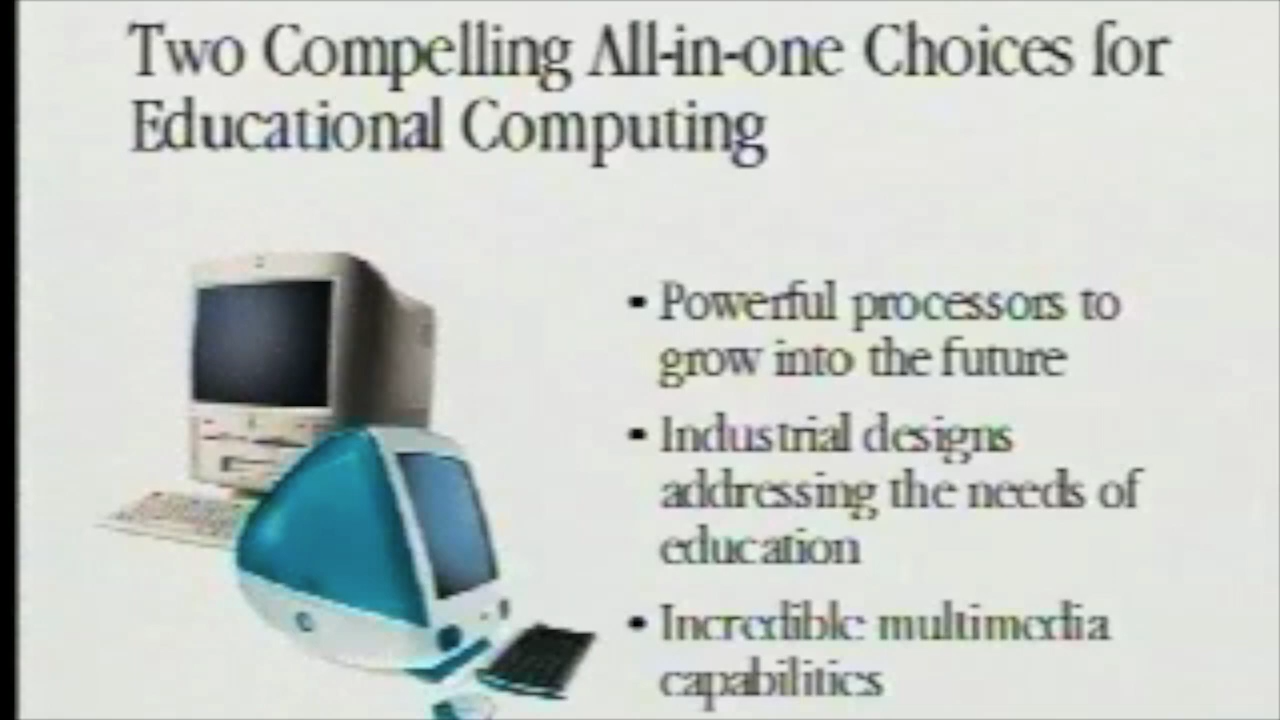 Two Compelling All-in-one Choices for
Educational Computing
• Powerful processors to
grow into the future
• Industrial designs
addressing the needs of
education
• Incredible multimedia
capabilities